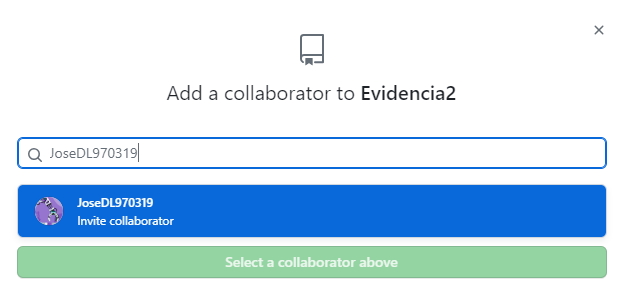 Add a collaborator to Evidencia2
JoseDL970319
JoseDL970319
Invite collaborator
Select a collaborator above